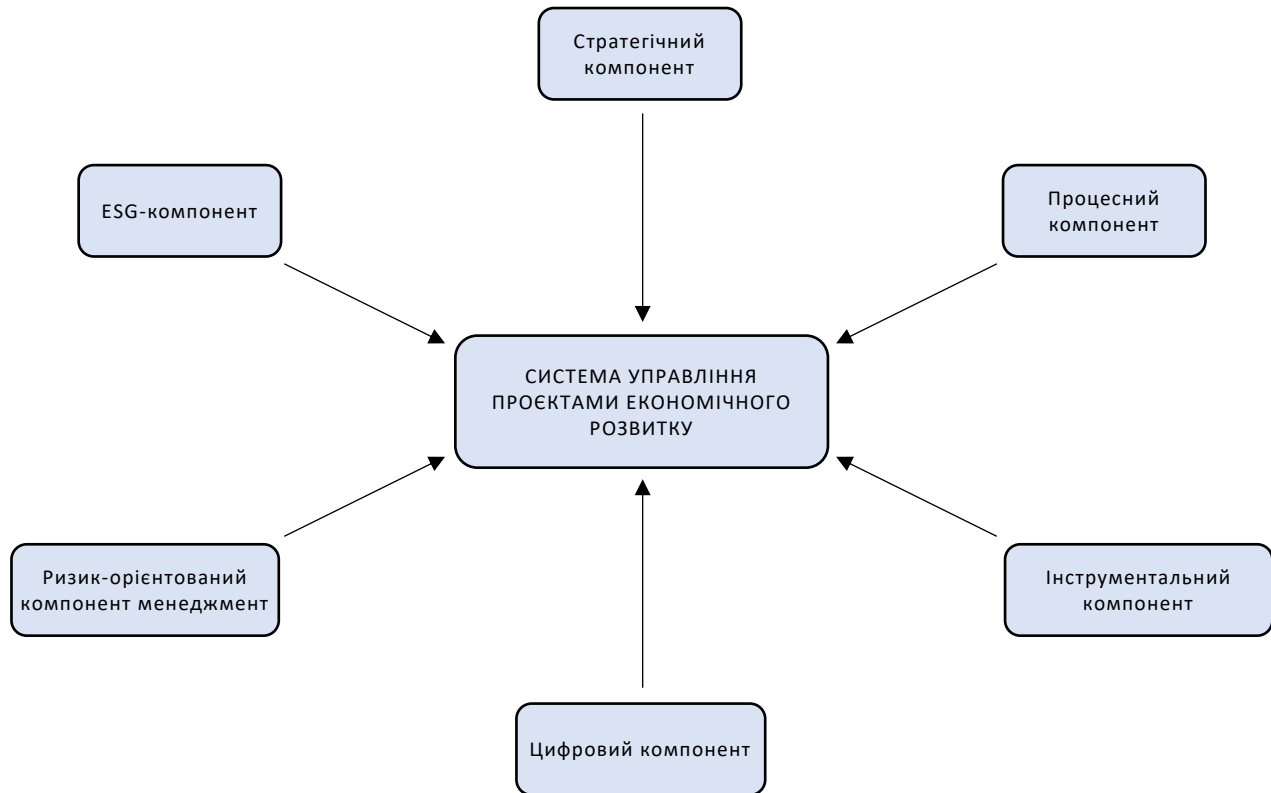 Стратегічний
компонент
ESG-компонент
Процесний
компонент
СИСТЕМА УПРАВЛІННЯ
ПРОЄКТАМИ ЕКОНОМІЧНОГО
РОЗВИТКУ
Ризик-орієнтований
компонент менеджмент
Інструментальний
компонент
Цифровий компонент